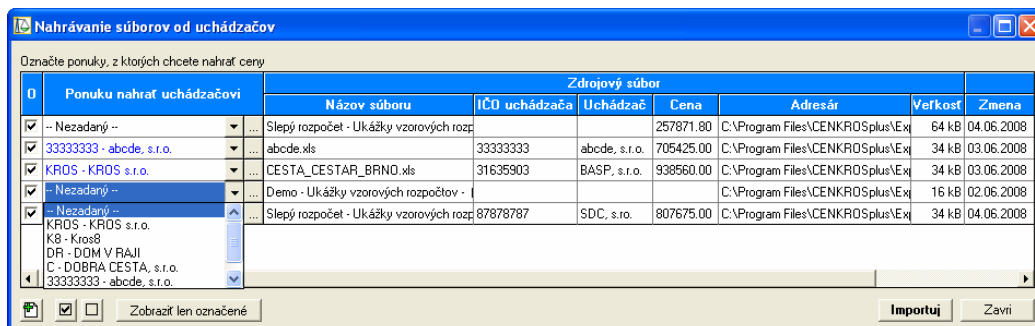 Nahrávanie súborov od uchádzačov
Označte ponuky, z ktorých chcete nahrať ceny
O Ponuku nahrať uchádzačovi Zdrojový súbor
Názov súboru IČO uchádzača Uchádzač Cena Adresár Veľkosť Zmena
-- Nezadaný -- ... Slepý rozpočet - Ukážky vzorových rozp 257871.80 C:\Program Files\CENKROSplus\Exp 64 kB 04.06.2008
33333333 - abcde, s.r.o. ... abcde.xls 33333333 abcde, s.r.o. 705425.00 C:\Program Files\CENKROSplus\Exp 34 kB 03.06.2008
KROS - KROS s.r.o. ... CESTA_CESTAR_BRNO.xls 31635903 BASP, s.r.o. 938560.00 C:\Program Files\CENKROSplus\Exp 34 kB 03.06.2008
-- Nezadaný -- ... Demo - Ukážky vzorových rozpočtov - C:\Program Files\CENKROSplus\Exp 16 kB 02.06.2008
-- Nezadaný -- ... Slepý rozpočet - Ukážky vzorových rozp 87878787 SDC, s.ro. 807675.00 C:\Program Files\CENKROSplus\Exp 34 kB 04.06.2008
KROS - KROS s.r.o.
K8 - Kros8
DR - DOM V RAJI
C - DOBRA CESTA, s.r.o.
33333333 - abcde, s.r.o.
Zobraziť len označené Importuj Zavri